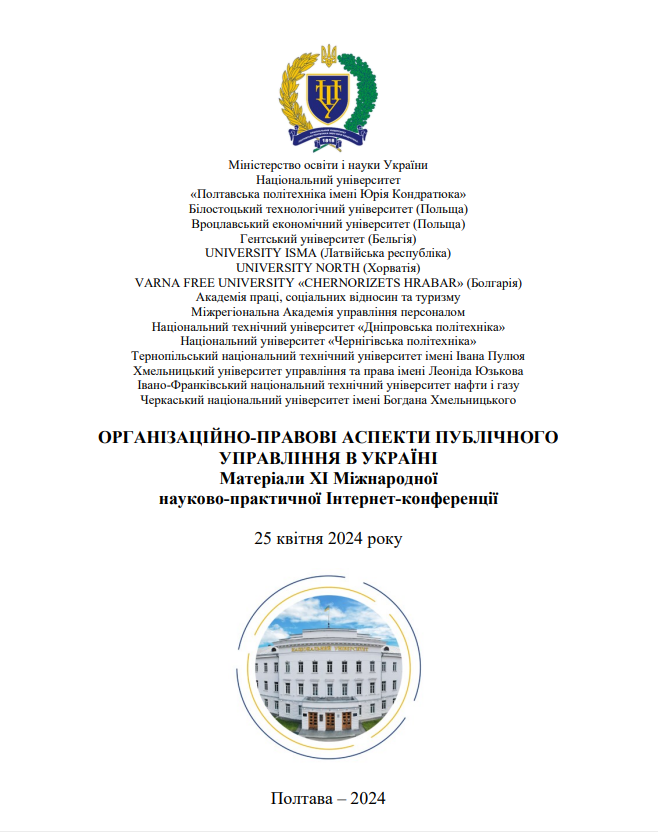 1818
Міністерство освіти і науки України
Національний університет
«Полтавська політехніка імені Юрія Кондратюка»
Білостоцький технологічний університет (Польща)
Вроцлавський економічний університет (Польща)
Гентський університет (Бельгія)
UNIVERSITY ISMA (Латвійська республіка)
UNIVERSITY NORTH (Хорватія)
VARNA FREE UNIVERSITY «CHERNORIZETS HRABAR» (Болгарія)
Академія праці, соціальних відносин та туризму
Міжрегіональна Академія управління персоналом
Національний технічний університет «Дніпровська політехніка»
Національний університет «Чернігівська політехніка»
Тернопільський національний технічний університет імені Івана Пулюя
Хмельницький університет управління та права імені Леоніда Юзькова
Івано-Франківський національний технічний університет нафти і газу
Черкаський національний університет імені Богдана Хмельницького
ОРГАНІЗАЦІЙНО-ПРАВОВІ АСПЕКТИ ПУБЛІЧНОГО
УПРАВЛІННЯ В УКРАЇНІ
Матеріали XI Міжнародної
науково-практичної Інтернет-конференції
25 квітня 2024 року
НАЦІОНАЛЬНИЙ УНІВЕРСИТЕТ
Полтава – 2024